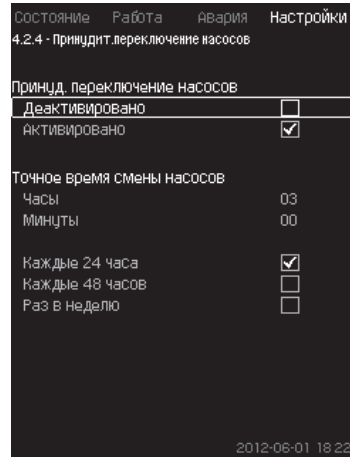 Состояние Работа Авария Настройки
4.2.4 - Принудит.переключение насосов
Принуд. переключение насосов
Деактивировано
Активировано
Точное время смены насосов
Часы 03
Минуты 00
Каждые 24 часа
Каждые 48 часов
Раз в неделю
2012-06-01 18:22